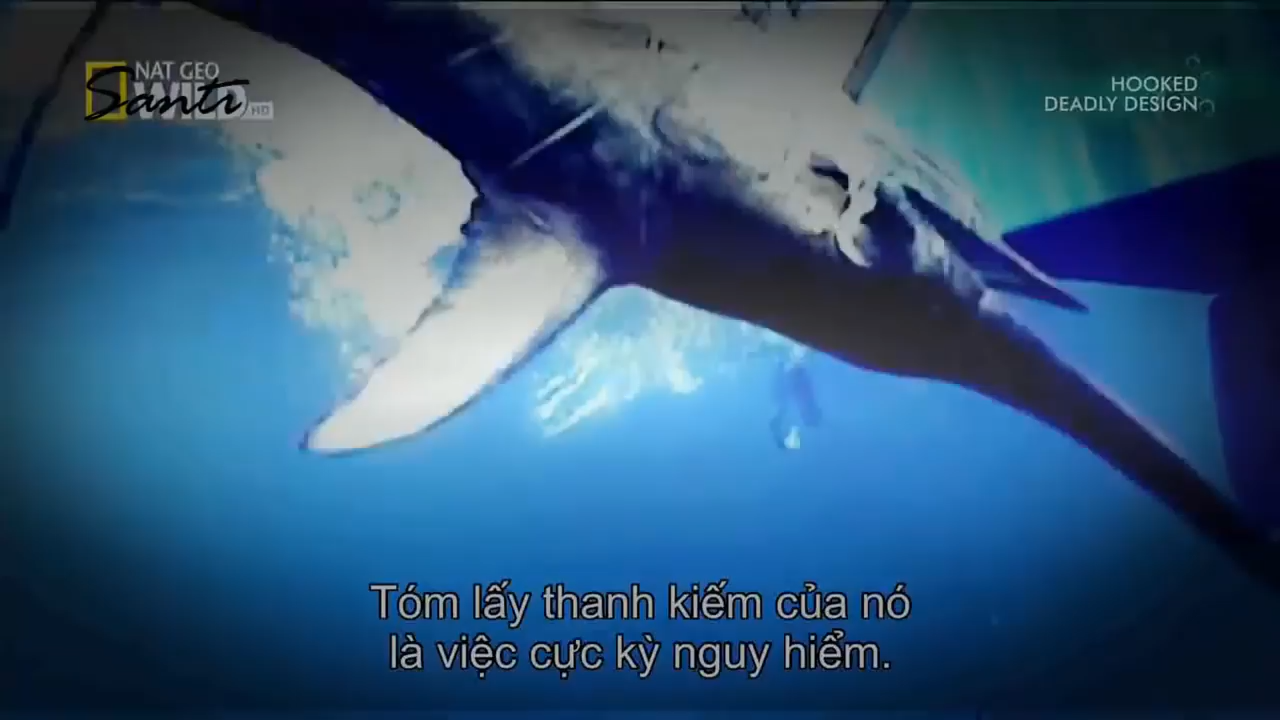 NAT GEO
WILD HD
Santi
HOOKED
DEADLY DESIGN
Tóm lấy thanh kiếm của nó
là việc cực kỳ nguy hiểm.